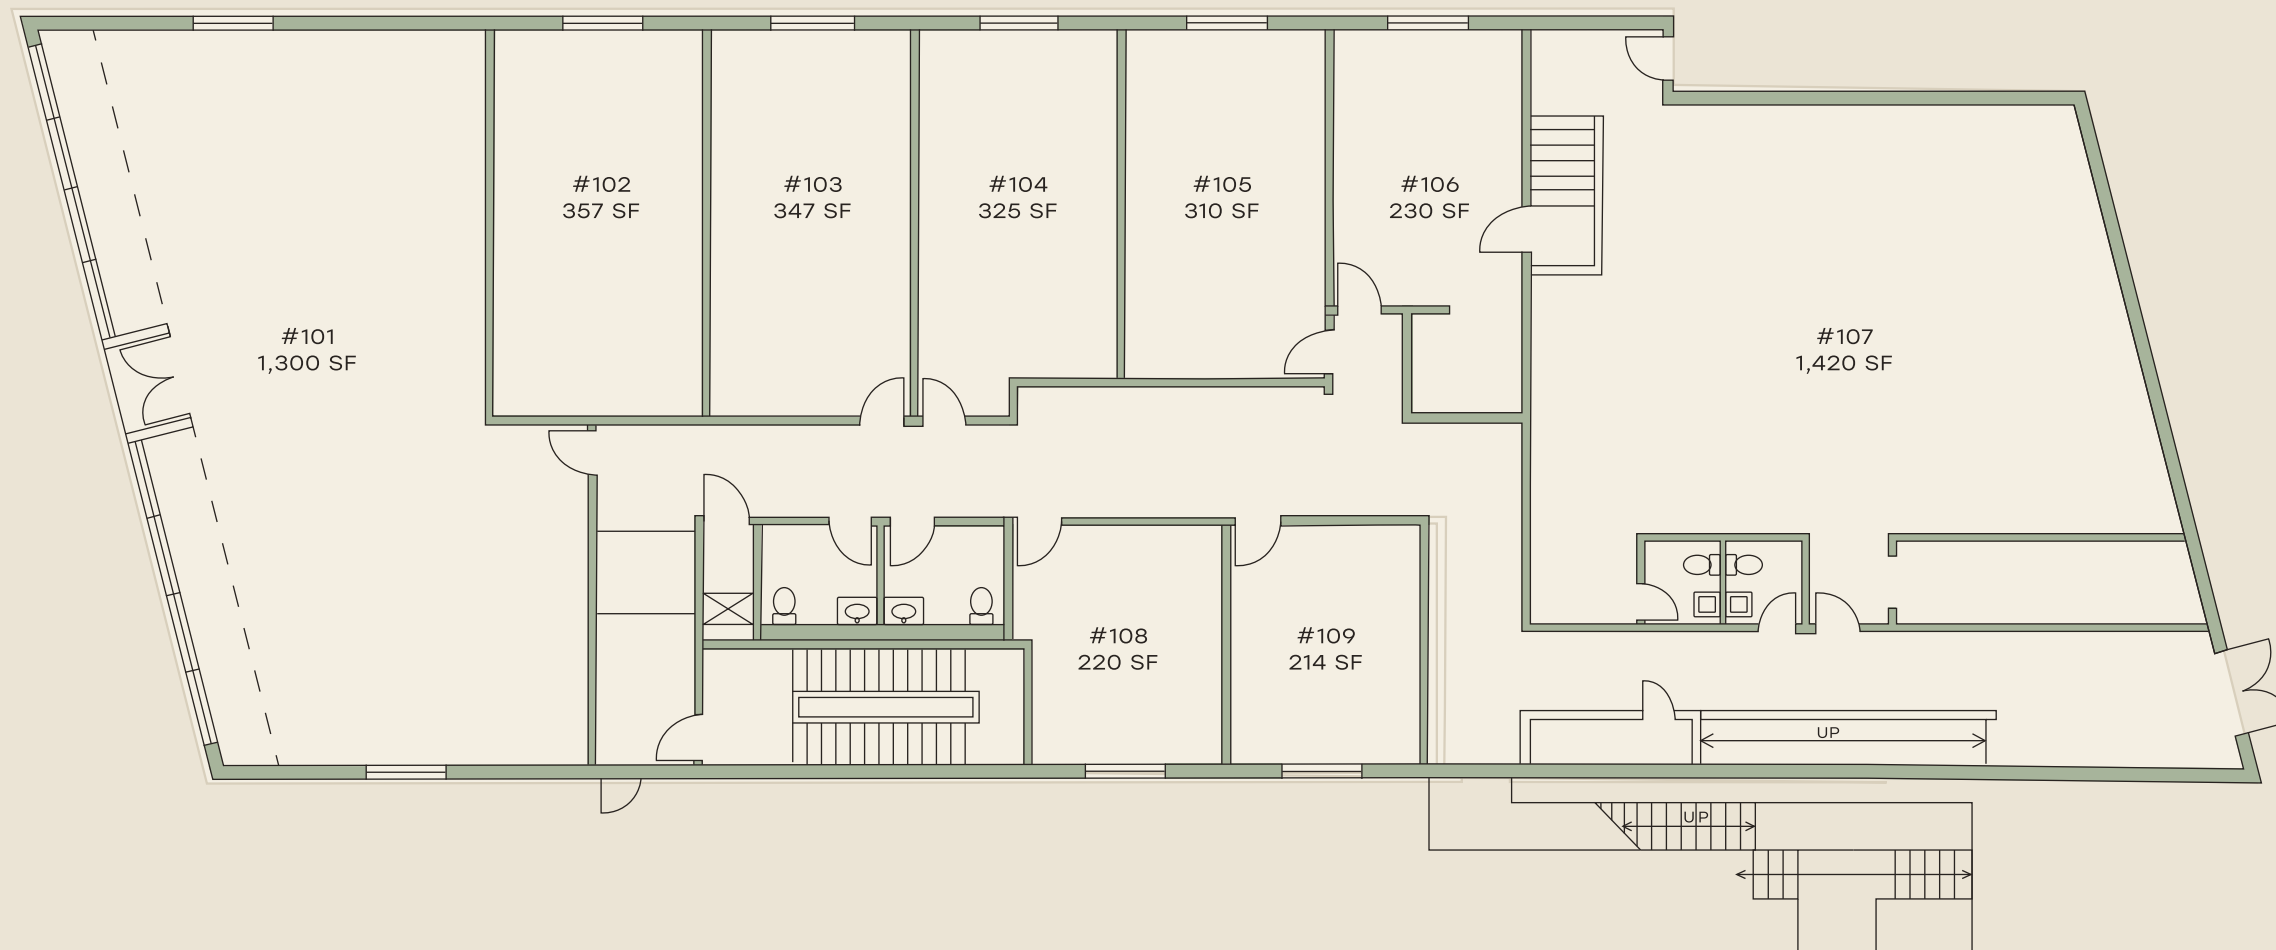 #101
1,300 SF
#102
357 SF
#103
347 SF
#104
325 SF
#105
310 SF
#106
230 SF
#107
1,420 SF
#108
220 SF
#109
214 SF
UP
UP